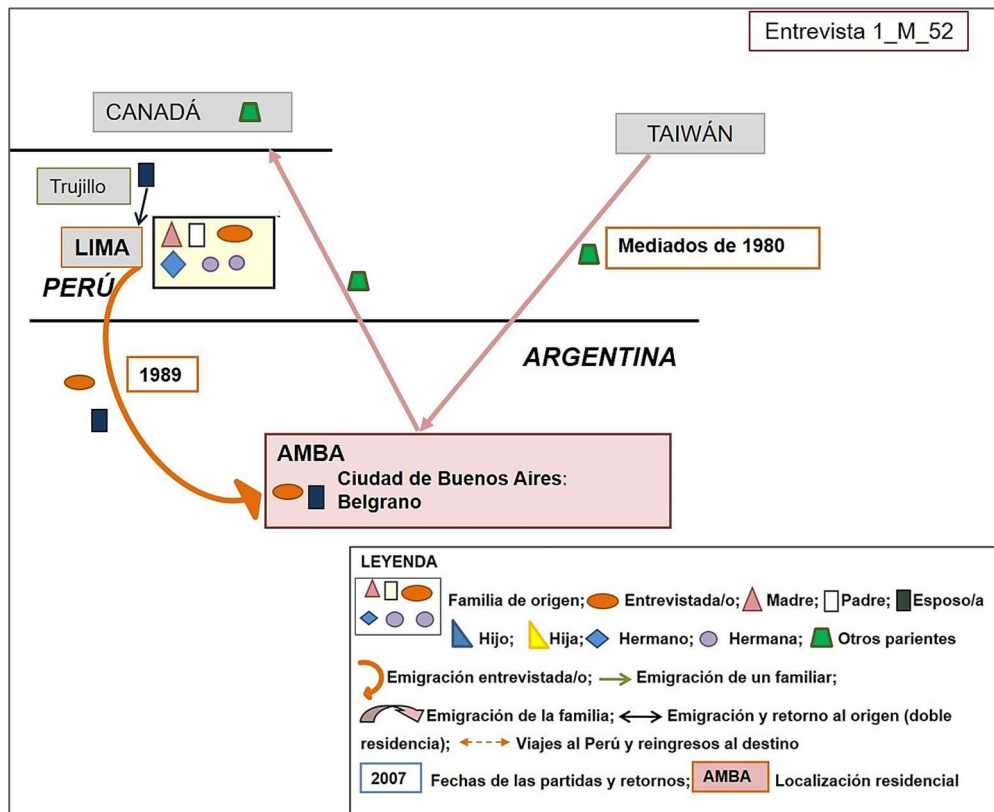 Entrevista 1_M_52
CANADÁ
TAIWÁN
Trujillo
LIMA
Mediados de 1980
PERÚ
ARGENTINA
1989
AMBA
Ciudad de Buenos Aires:
Belgrano
LEYENDA
Familia de origen; Entrevistada/o; Madre; Padre; Esposo/a
Hijo; Hija; Hermano; Hermana; Otros parientes
Emigración entrevistada/o; Emigración de un familiar;
Emigración de la familia; Emigración y retorno al origen (doble
residencia); Viajes al Perú y reingresos al destino
2007 Fechas de las partidas y retornos; AMBA Localización residencial